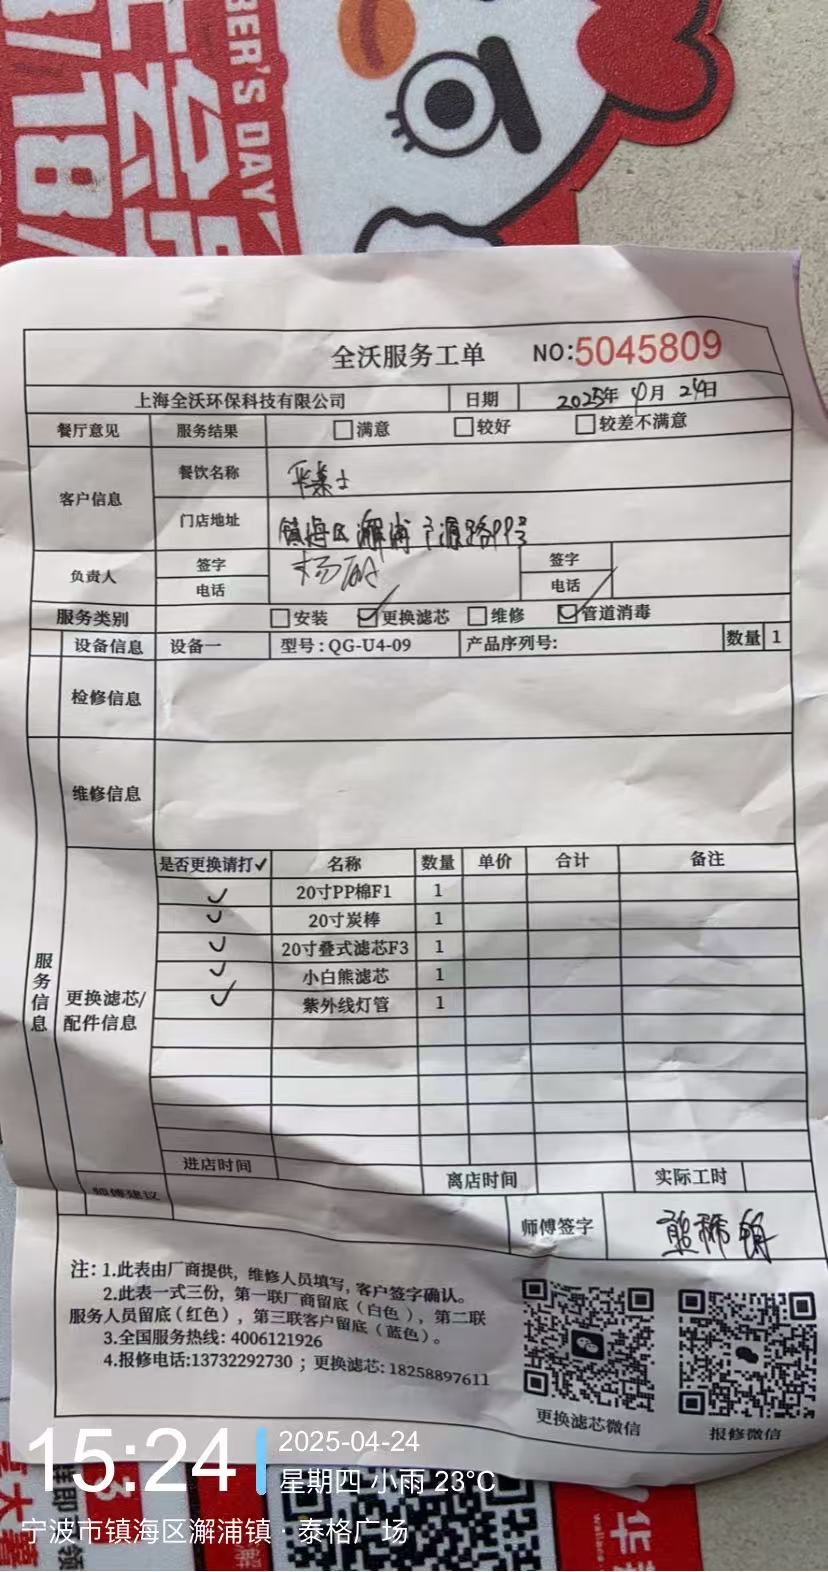 BER'S DAY
18/
全沃服务工单 NO:5045809
上海全沃环保科技有限公司 日期 2025年 4月 24日
餐厅意见 服务结果 满意 较好 较差不满意
客户信息
餐饮名称 华莱士
门店地址 镇海区澥浦
负责人 签字 签字
电话 电话
服务类别 安装 更换滤芯 维修 管道消毒
设备信息 设备一 型号:QG-U4-09 产品序列号: 数量 1
检修信息
维修信息
服务信息
更换滤芯/
配件信息
是否更换请打✓ 名称 数量 单价 合计 备注
✓ 20寸PP棉F1 1
✓ 20寸炭棒 1
✓ 20寸叠式滤芯F3 1
✓ 小白熊滤芯 1
✓ 紫外线灯管 1
进店时间 离店时间 实际工时
师傅建议
师傅签字
注: 1.此表由厂商提供, 维修人员填写, 客户签字确认。
2.此表一式三份, 第一联厂商留底(白色), 第二联
服务人员留底(红色), 第三联客户留底(蓝色)。
3.全国服务热线: 4006121926
4.报修电话:13732292730 ; 更换滤芯: 18258897611
更换滤芯微信 报修微信
15:24
2025-04-24
星期四 小雨 23°C
宁波市镇海区澥浦镇 · 泰格广场